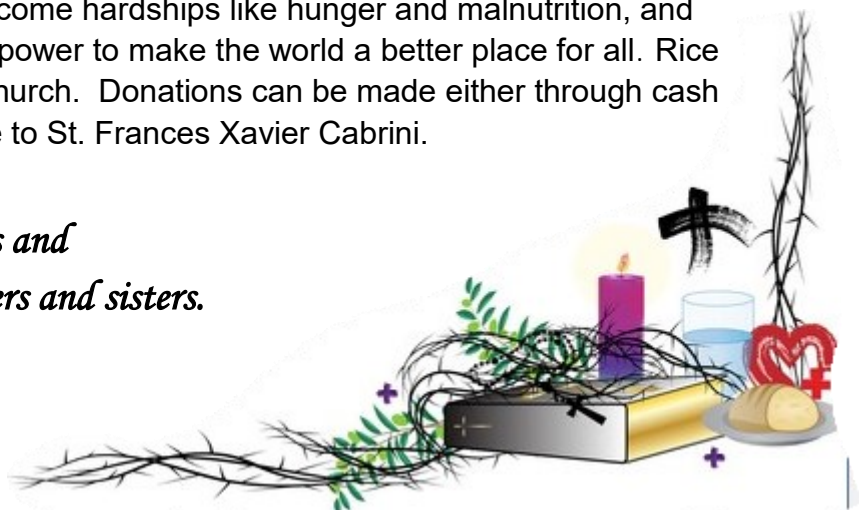 come hardships like hunger and malnutrition, and
power to make the world a better place for all. Rice
hurch.  Donations can be made either through cash
to St. Frances Xavier Cabrini.
s and
ers and sisters.